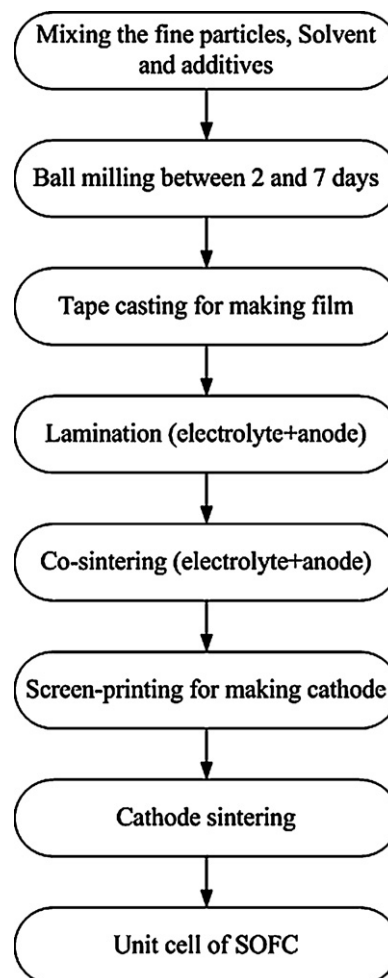 Mixing the fine particles, Solvent
and additives
Ball milling between 2 and 7 days
Tape casting for making film
Lamination (electrolyte+anode)
Co-sintering (electrolyte+anode)
Screen-printing for making cathode
Cathode sintering
Unit cell of SOFC